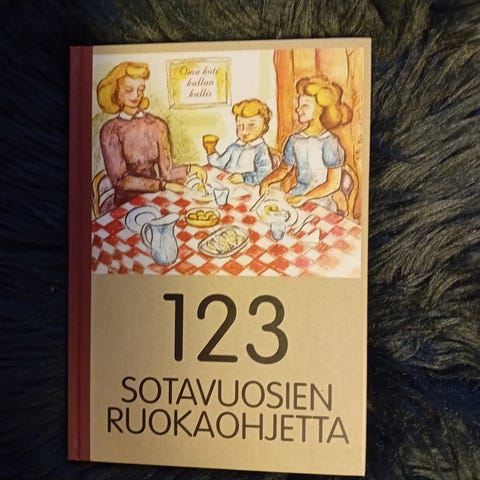 Oma koti
kullan
kallis
123
SOTAVUOSIEN
RUOKAOHJETTA